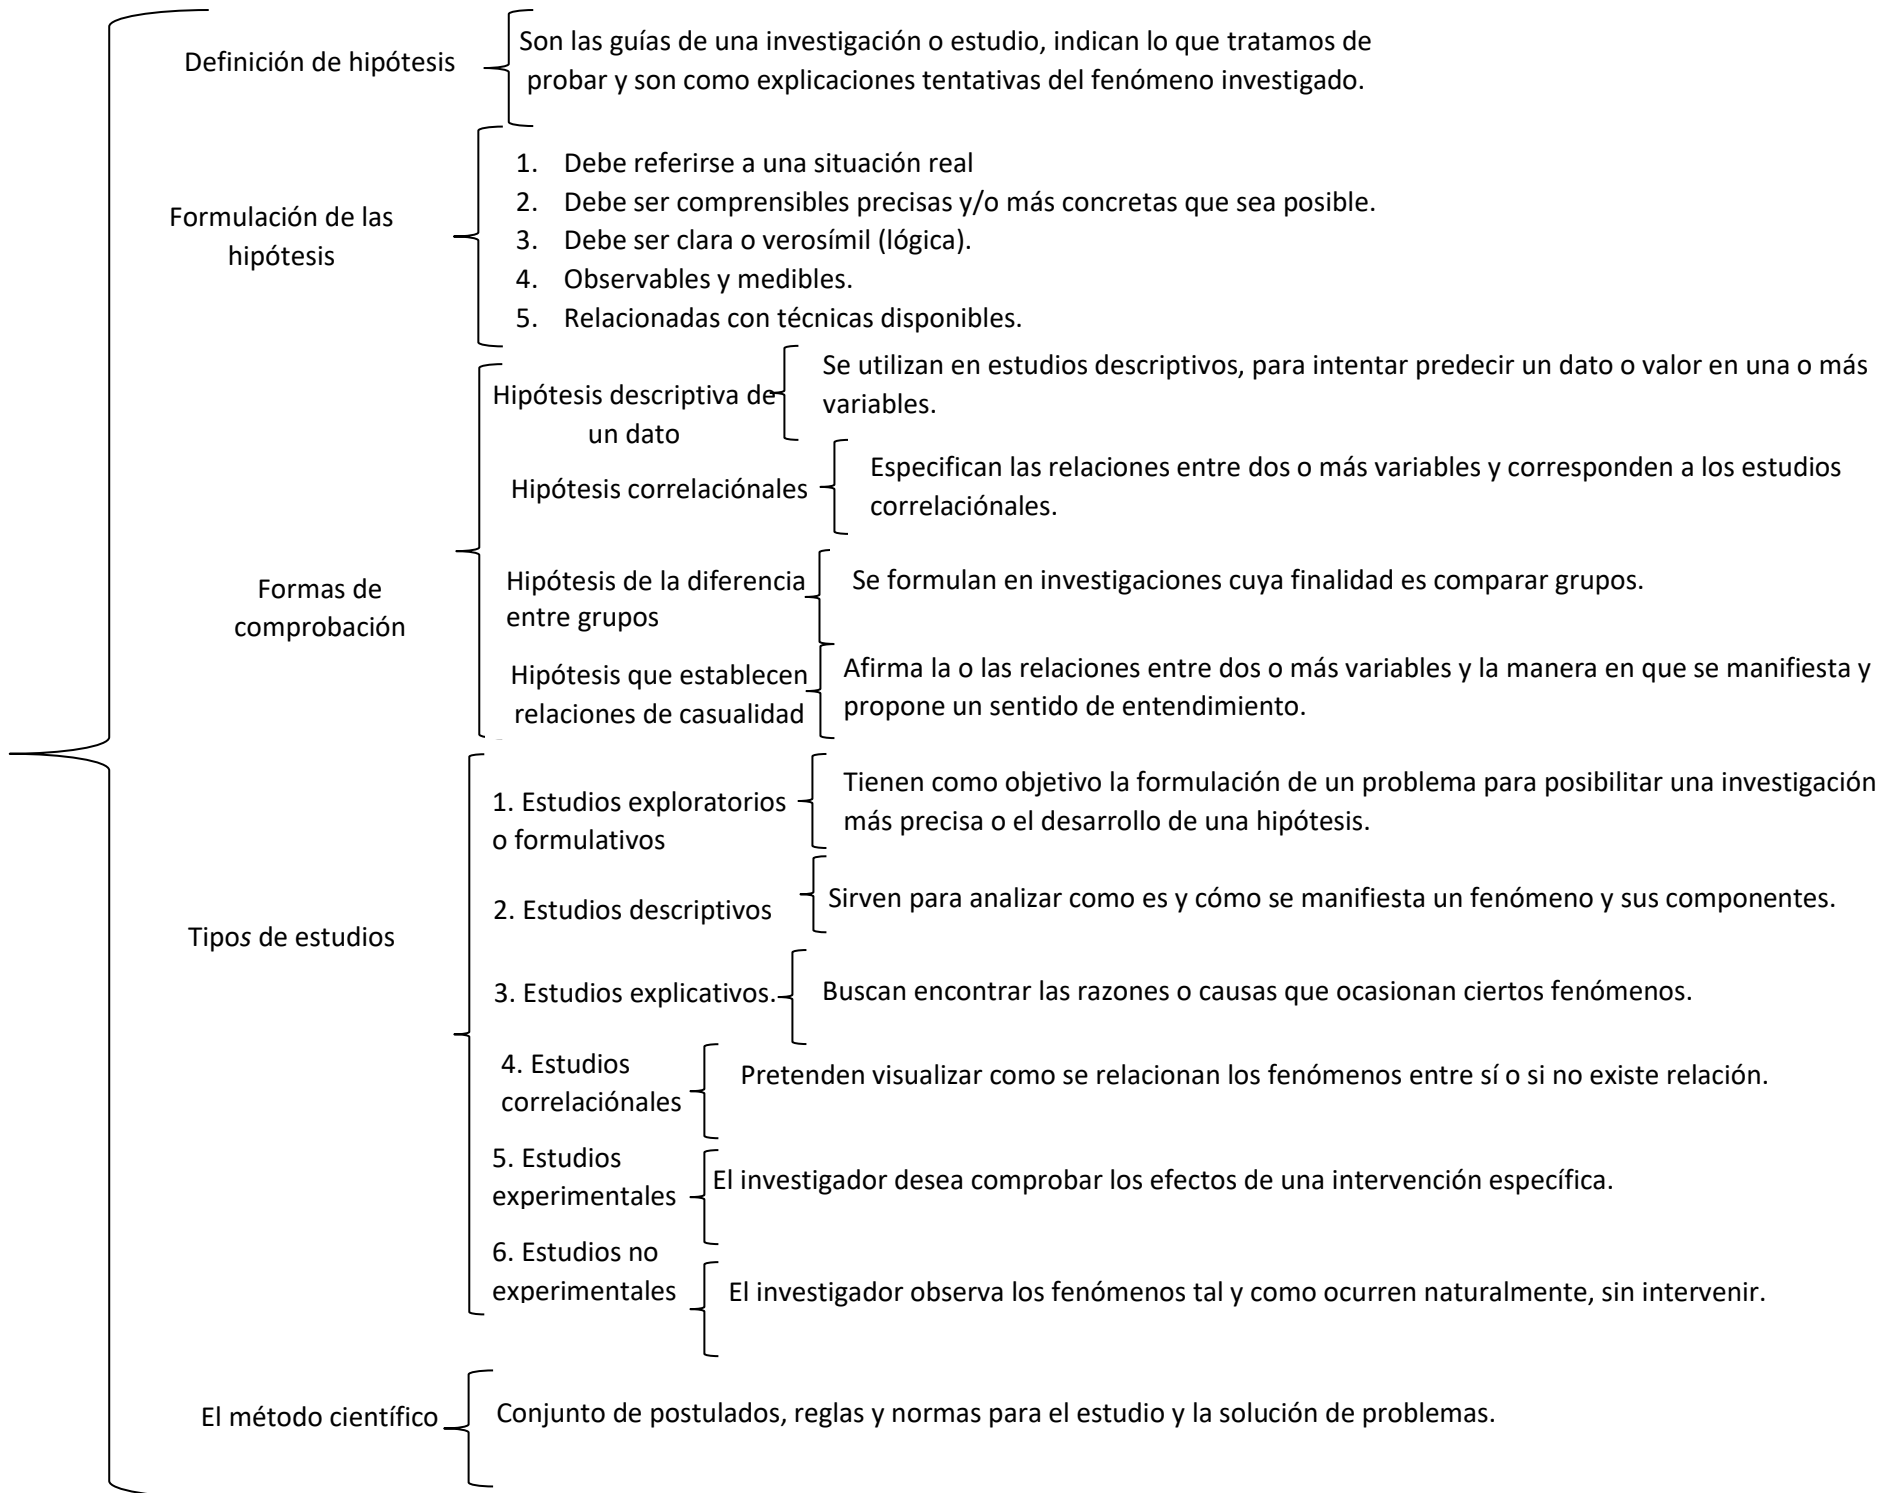 Definición de hipótesis
Son las guías de una investigación o estudio, indican lo que tratamos de
probar y son como explicaciones tentativas del fenómeno investigado.
Formulación de las
hipótesis
1. Debe referirse a una situación real
2. Debe ser comprensibles precisas y/o más concretas que sea posible.
3. Debe ser clara o verosímil (lógica).
4. Observables y medibles.
5. Relacionadas con técnicas disponibles.
Formas de
comprobación
Hipótesis descriptiva de
un dato
Se utilizan en estudios descriptivos, para intentar predecir un dato o valor en una o más
variables.
Hipótesis correlaciónales
Especifican las relaciones entre dos o más variables y corresponden a los estudios
correlaciónales.
Hipótesis de la diferencia
entre grupos
Se formulan en investigaciones cuya finalidad es comparar grupos.
Hipótesis que establecen
relaciones de casualidad
Afirma la o las relaciones entre dos o más variables y la manera en que se manifiesta y
propone un sentido de entendimiento.
Tipos de estudios
1. Estudios exploratorios
o formulativos
Tienen como objetivo la formulación de un problema para posibilitar una investigación
más precisa o el desarrollo de una hipótesis.
2. Estudios descriptivos
Sirven para analizar como es y cómo se manifiesta un fenómeno y sus componentes.
3. Estudios explicativos.
Buscan encontrar las razones o causas que ocasionan ciertos fenómenos.
4. Estudios
correlaciónales
Pretenden visualizar como se relacionan los fenómenos entre sí o si no existe relación.
5. Estudios
experimentales
El investigador desea comprobar los efectos de una intervención específica.
6. Estudios no
experimentales
El investigador observa los fenómenos tal y como ocurren naturalmente, sin intervenir.
El método científico
Conjunto de postulados, reglas y normas para el estudio y la solución de problemas.